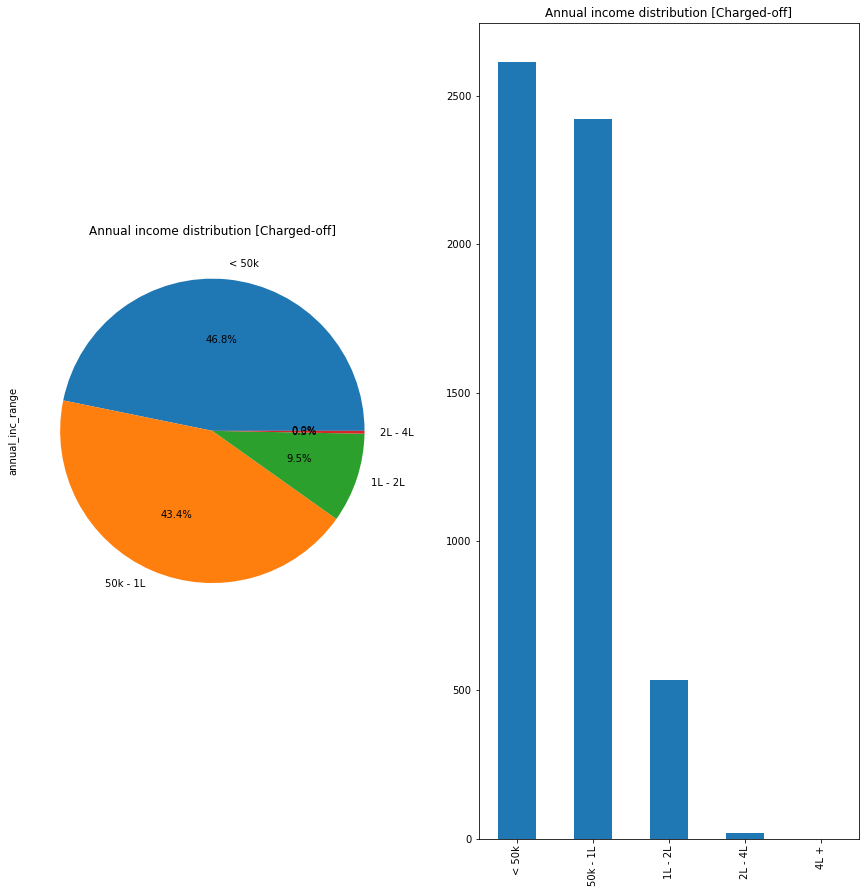 Annual income distribution [Charged-off]
annual_inc_range
< 50k
46.8%
2L - 4L
9.5%
1L - 2L
43.4%
50k - 1L
Annual income distribution [Charged-off]
2500
2000
1500
1000
500
0
< 50k
50k - 1L
1L - 2L
2L - 4L
4L +